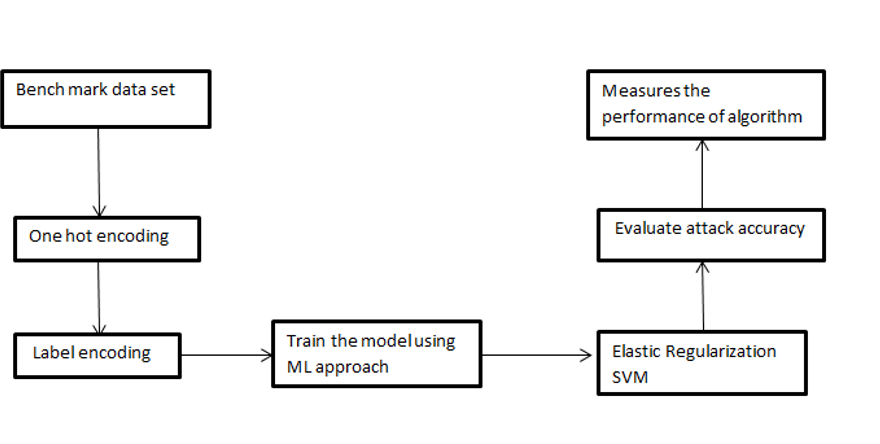 Bench mark data set
One hot encoding
Label encoding
Train the model using
ML approach
Elastic Regularization
SVM
Evaluate attack accuracy
Measures the
performance of algorithm